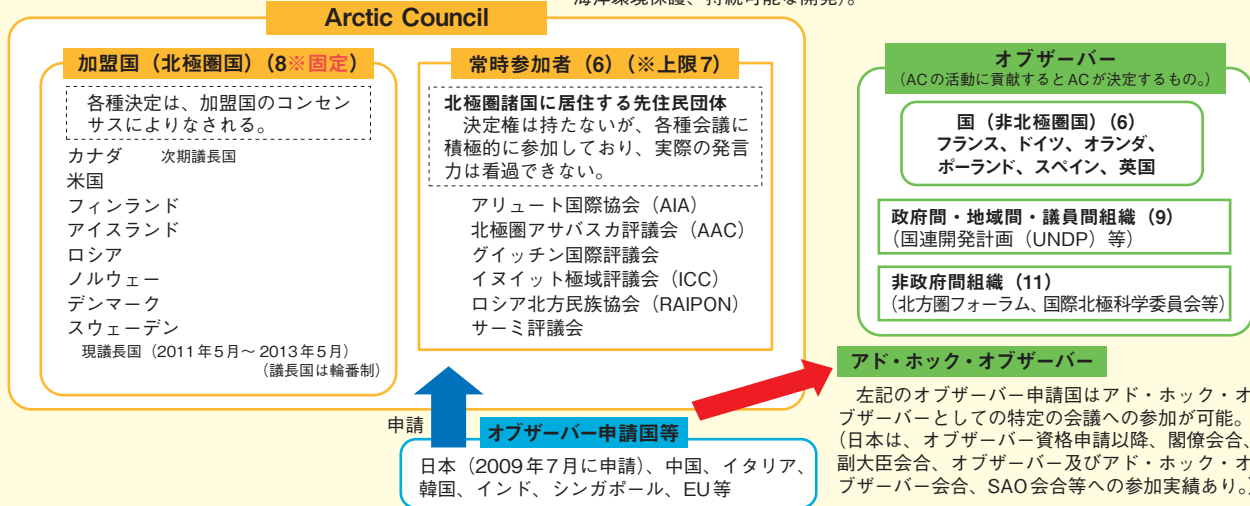 海洋環境保護、持続可能な開発)。
Arctic Council
加盟国(北極圏国)(8※固定)
各種決定は、加盟国のコンセン
サスによりなされる。
カナダ 次期議長国
米国
フィンランド
アイスランド
ロシア
ノルウェー
デンマーク
スウェーデン
現議長国(2011年5月~2013年5月)
(議長国は輪番制)
常時参加者(6)(※上限7)
北極圏諸国に居住する先住民団体
決定権は持たないが、各種会議に
積極的に参加しており、実際の発言
力は看過できない。
アリュート国際協会(AIA)
北極圏アサバスカ評議会(AAC)
グイッチン国際評議会
イヌイット極域評議会(ICC)
ロシア北方民族協会(RAIPON)
サーミ評議会
オブザーバー
(ACの活動に貢献するとACが決定するもの。)
国(非北極圏国)(6)
フランス、ドイツ、オランダ、
ポーランド、スペイン、英国
政府間・地域間・議員間組織(9)
(国連開発計画(UNDP)等)
非政府間組織(11)
(北方圏フォーラム、国際北極科学委員会等)
アド・ホック・オブザーバー
左記のオブザーバー申請国はアド・ホック・オ
ブザーバーとしての特定の会議への参加が可能。
(日本は、オブザーバー資格申請以降、閣僚会合、
副大臣会合、オブザーバー及びアド・ホック・オ
ブザーバー会合、SAO会合等への参加実績あり。)
申請
オブザーバー申請国等
日本(2009年7月に申請)、中国、イタリア、
韓国、インド、シンガポール、EU等